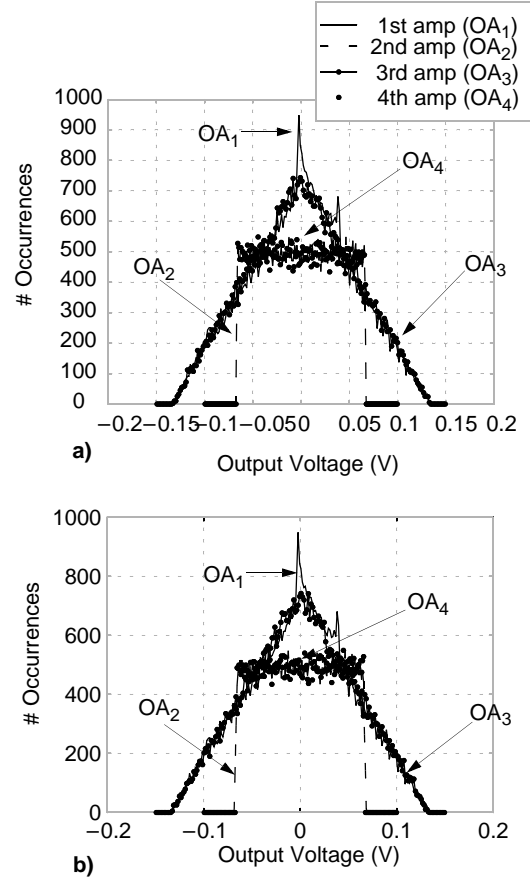 1st amp (OA1)
2nd amp (OA2)
3rd amp (OA3)
4th amp (OA4)
1000
900
800
700
600
500
400
300
200
100
0
# Occurrences
OA1
OA4
OA2
OA3
−0.2 −0.15 −0.1 −0.05 0 0.05 0.1 0.15 0.2
a)
Output Voltage (V)
1000
800
600
400
200
0
# Occurrences
OA1
OA4
OA2
OA3
−0.2 −0.1 0 0.1 0.2
Output Voltage (V)
b)